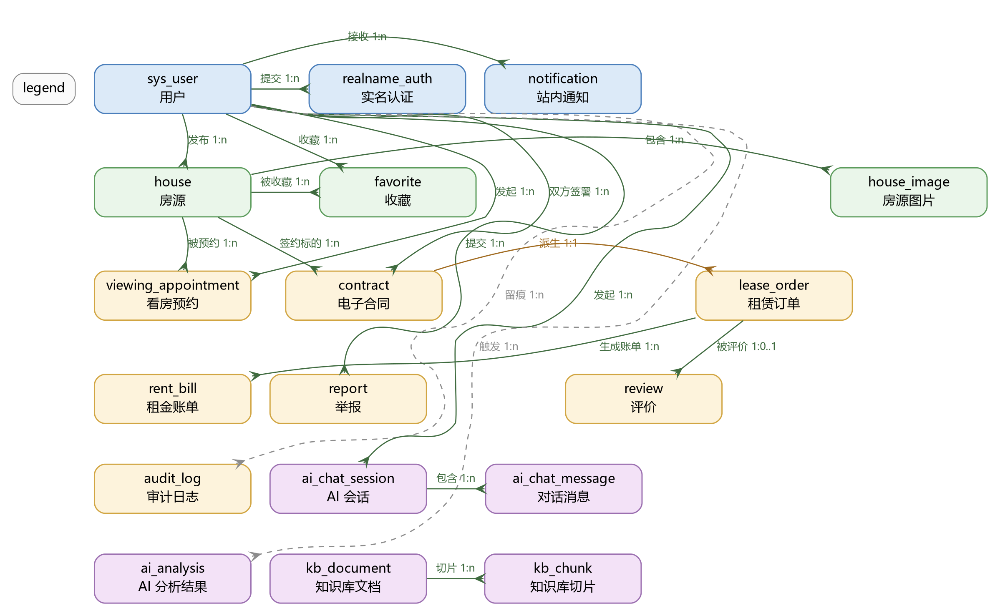 接收 1:n
legend
sys_user
用户
提交 1:n
realname_auth
实名认证
notification
站内通知
发布 1:n
收藏 1:n
包含 1:n
house
房源
被收藏 1:n
favorite
收藏
发起 1:n
双方签署 1:n
house_image
房源图片
被预约 1:n
签约标的 1:n
提交 1:n
派生 1:1
viewing_appointment
看房预约
contract
电子合同
留痕 1:n
发起 1:n
lease_order
租赁订单
触发 1:n
生成账单 1:n
被评价 1:0..1
rent_bill
租金账单
report
举报
review
评价
audit_log
审计日志
ai_chat_session
AI 会话
包含 1:n
ai_chat_message
对话消息
ai_analysis
AI 分析结果
kb_document
知识库文档
切片 1:n
kb_chunk
知识库切片